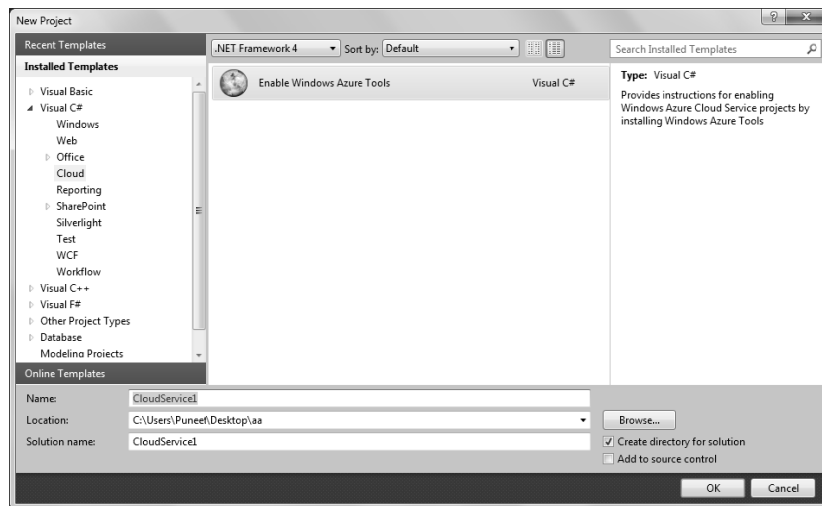 New Project
Recent Templates
Installed Templates
Visual Basic
Visual C#
Windows
Web
Office
Cloud
Reporting
SharePoint
Silverlight
Test
WCF
Workflow
Visual C++
Visual F#
Other Project Types
Database
Modeling Projects
Online Templates
.NET Framework 4
Sort by: Default
Enable Windows Azure Tools Visual C#
Search Installed Templates
Type: Visual C#
Provides instructions for enabling
Windows Azure Cloud Service projects by
installing Windows Azure Tools
Name: CloudService1
Location: C:\Users\Puneet\Desktop\aa
Browse...
Solution name: CloudService1
Create directory for solution
Add to source control
OK Cancel